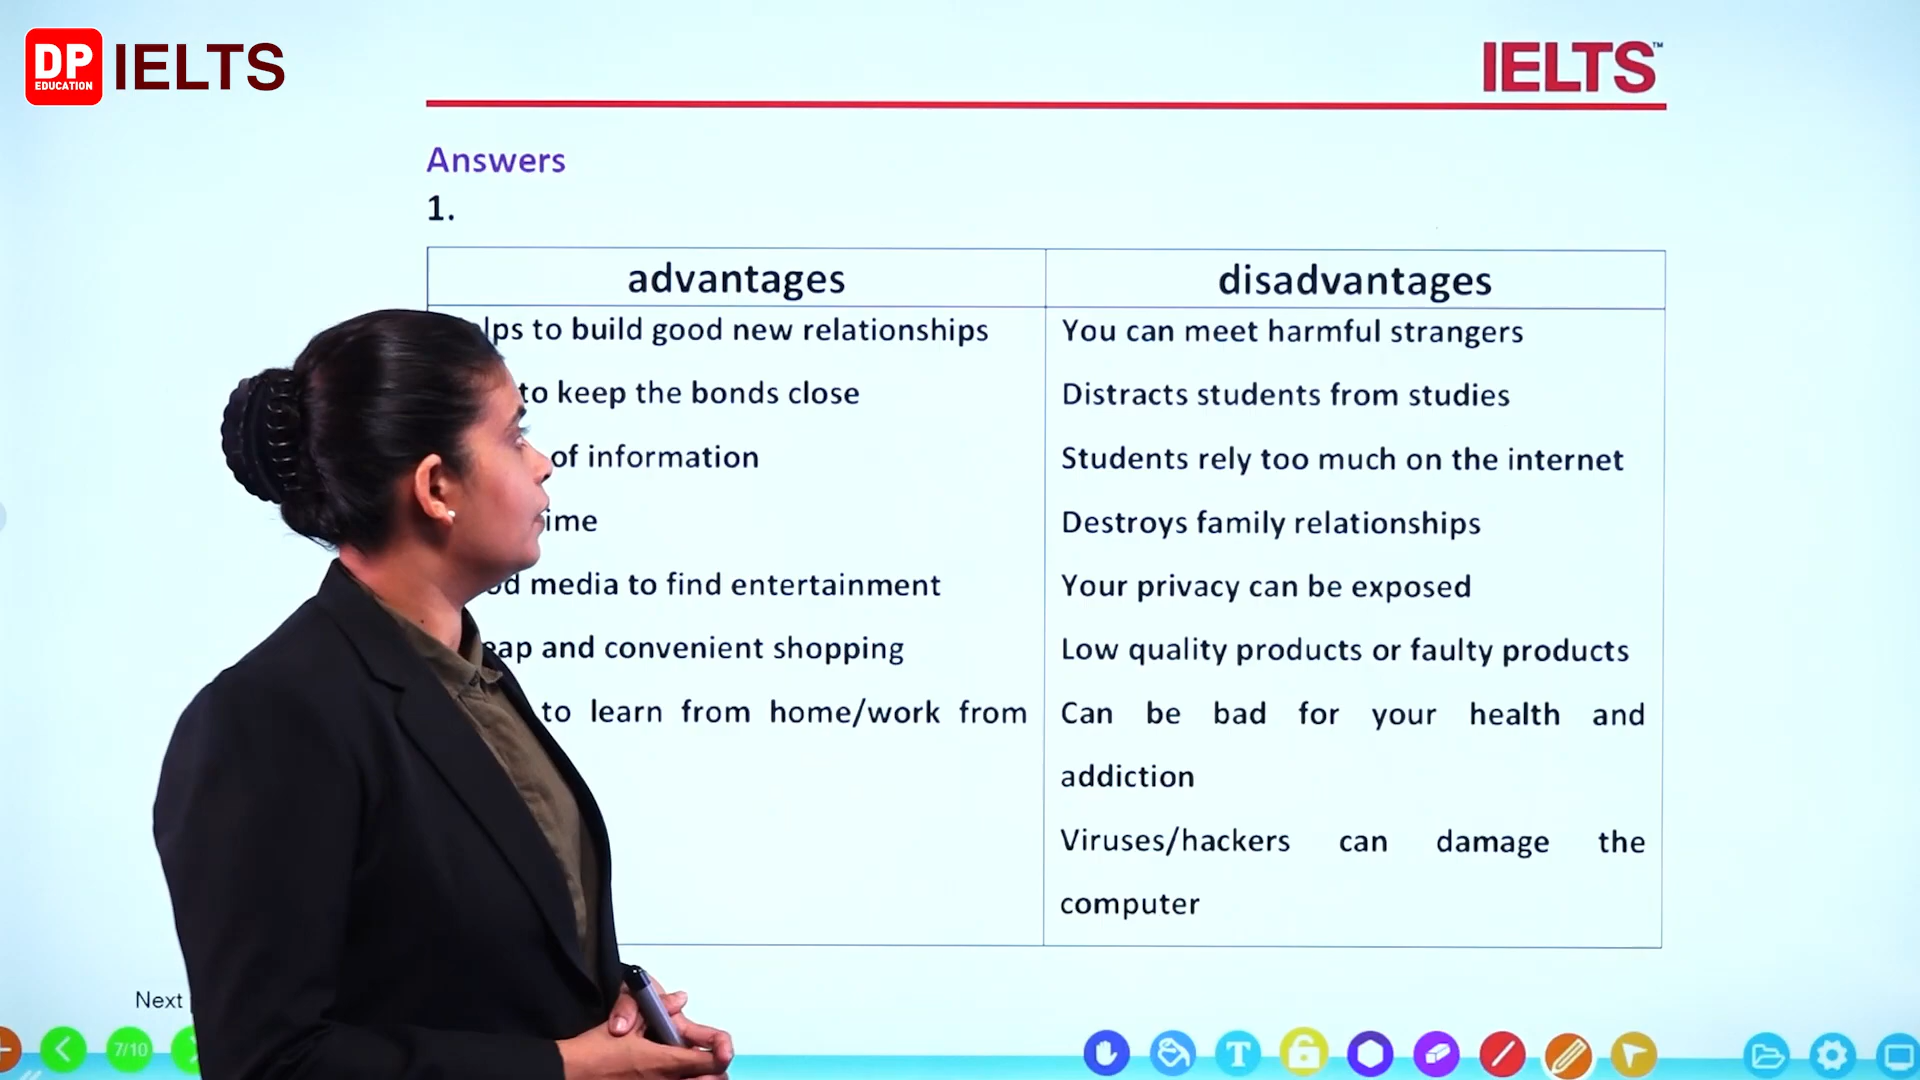 DP
EDUCATION
IELTS
IELTS™
Answers
1.
advantages
disadvantages
to build good new relationships
to keep the bonds close
of information
media to find entertainment
and convenient shopping
to learn from home/work from
You can meet harmful strangers
Distracts students from studies
Students rely too much on the internet
Destroys family relationships
Your privacy can be exposed
Low quality products or faulty products
Can be bad for your health and
addiction
Viruses/hackers can damage the
computer
Next
7/10
T